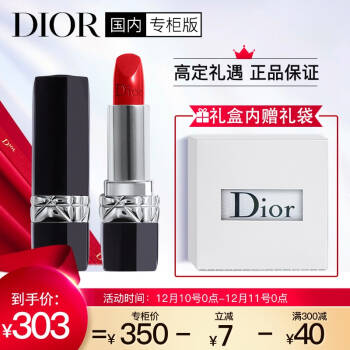 DIOR 国内 专柜版
高定礼遇 正品保证
礼盒内赠礼袋
Dior
Dior
到手价:
¥303
活动时间:12月10号0点-12月11号0点
专柜价 立减 满300减
=¥350-¥7-¥40